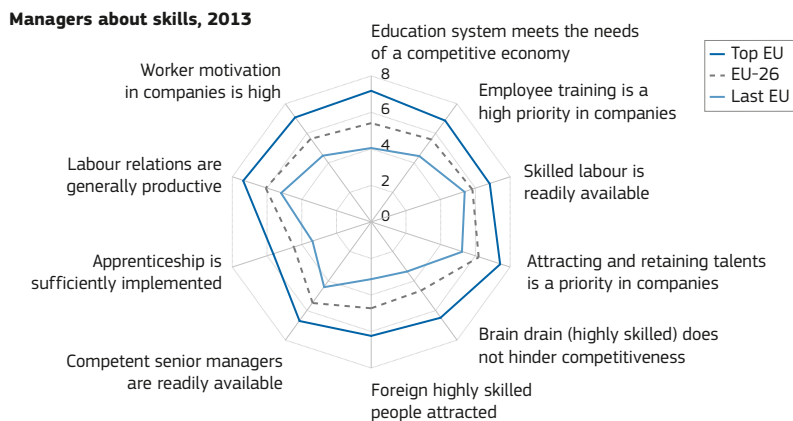 Managers about skills, 2013
Education system meets the needs
of a competitive economy
Top EU
EU-26
Last EU
Worker motivation
in companies is high
Employee training is a
high priority in companies
Labour relations are
generally productive
Skilled labour is
readily available
Apprenticeship is
sufficiently implemented
Attracting and retaining talents
is a priority in companies
Competent senior managers
are readily available
Brain drain (highly skilled) does
not hinder competitiveness
Foreign highly skilled
people attracted
8
6
4
2
0